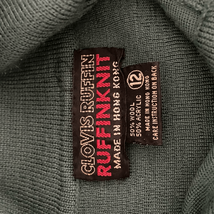 CLOVIS RUFFIN
RUFFINKNIT
MADE IN HONG KONG
12
50% WOOL
50% ACRYLIC
MADE IN HONG KONG
CARE INSTRUCTION ON BACK